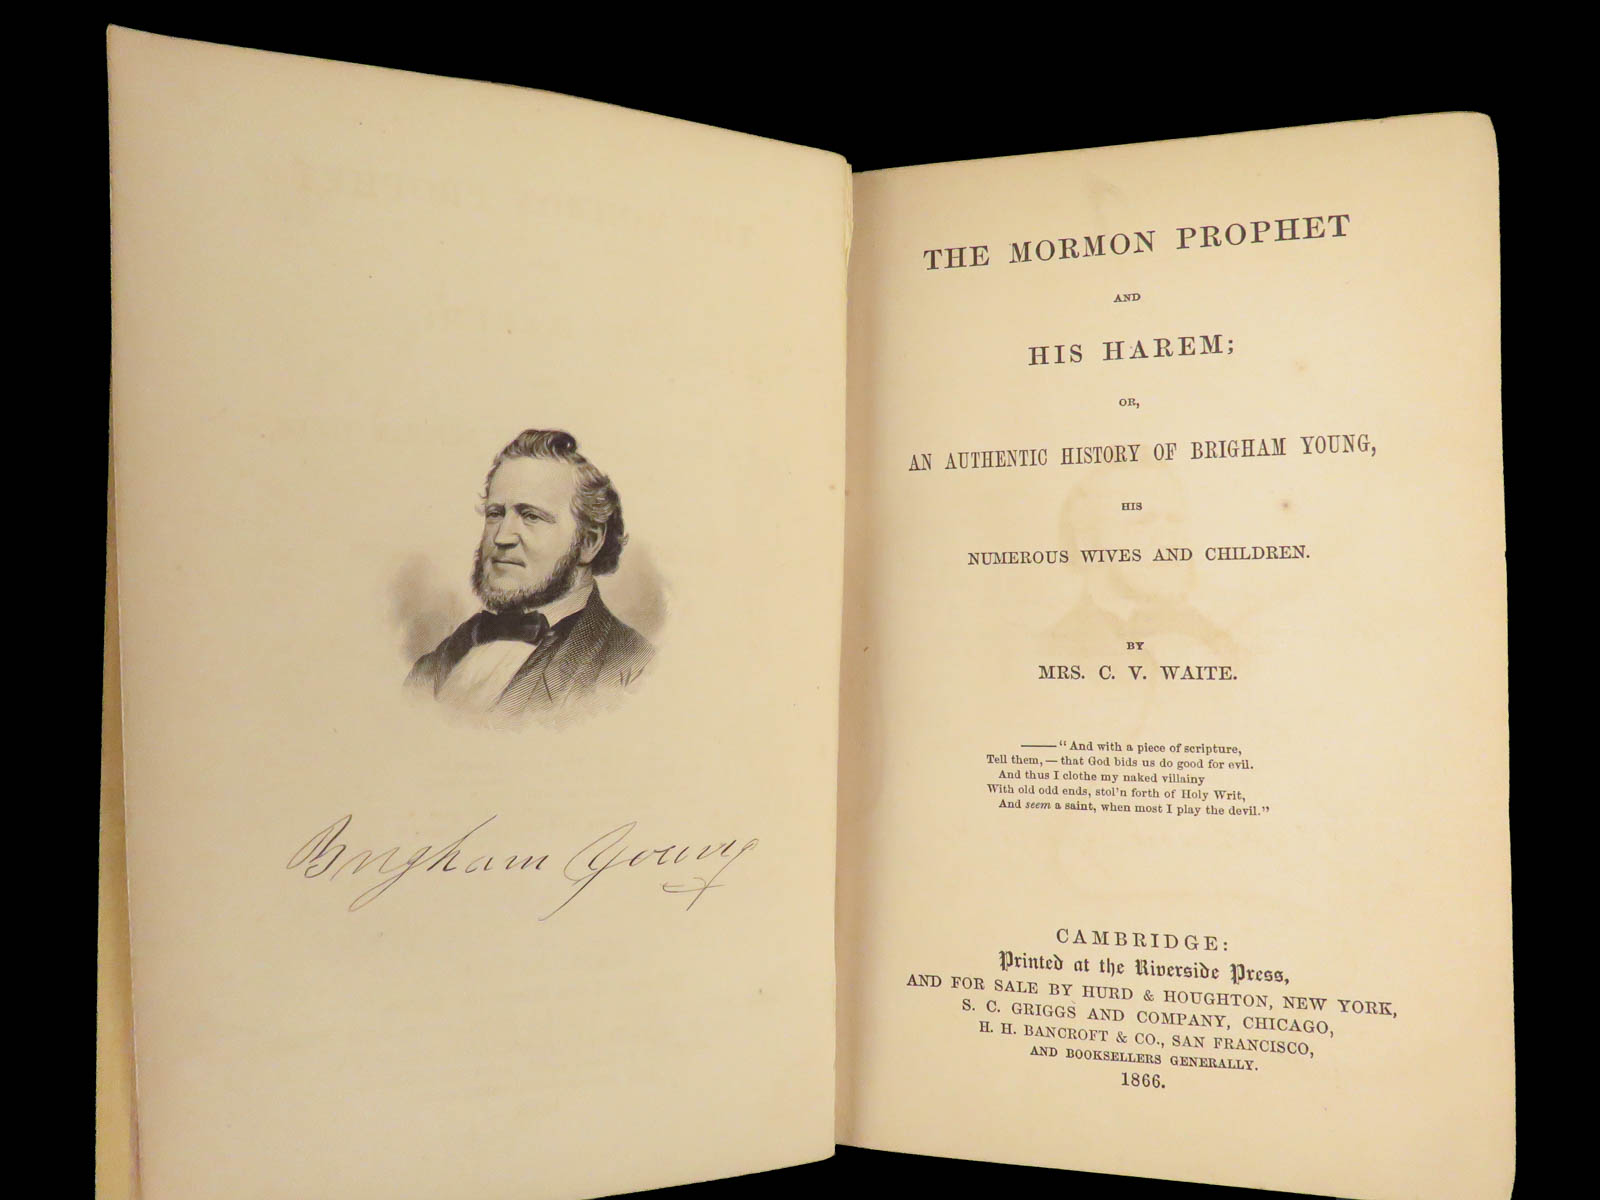 Brigham Young
THE MORMON PROPHET
AND
HIS HAREM;
OR,
AN AUTHENTIC HISTORY OF BRIGHAM YOUNG,
HIS
NUMEROUS WIVES AND CHILDREN.
BY
MRS. C. V. WAITE.
——“And with a piece of scripture,
Tell them,—that God bids us do good for evil.
And thus I clothe my naked villainy
With old odd ends, stol'n forth of Holy Writ,
And seem a saint, when most I play the devil.”
CAMBRIDGE:
Printed at the Riverside Press,
AND FOR SALE BY HURD & HOUGHTON, NEW YORK,
S. C. GRIGGS AND COMPANY, CHICAGO,
H. H. BANCROFT & CO., SAN FRANCISCO,
AND BOOKSELLERS GENERALLY.
1866.